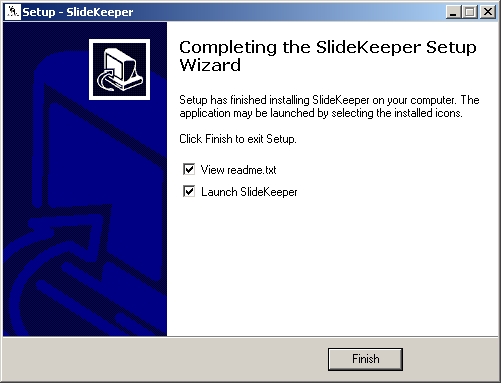 Setup - SlideKeeper
Completing the SlideKeeper Setup
Wizard
Setup has finished installing SlideKeeper on your computer. The
application may be launched by selecting the installed icons.
Click Finish to exit Setup.
View readme.txt
Launch SlideKeeper
Finish